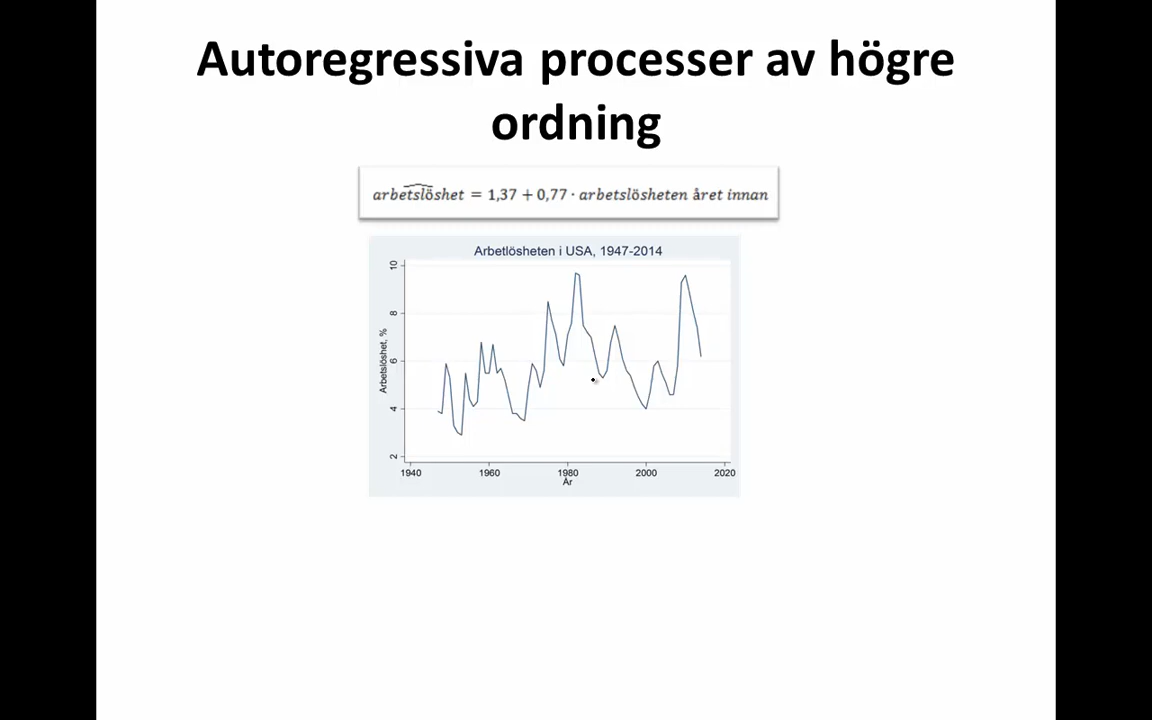 Autoregressiva processer av högre
ordning
arbetslöshet = 1,37 + 0,77 · arbetslösheten året innan
Arbetlösheten i USA, 1947-2014
10
8
6
4
2
Arbetslöshet, %
1940 1960 1980 2000 2020
År